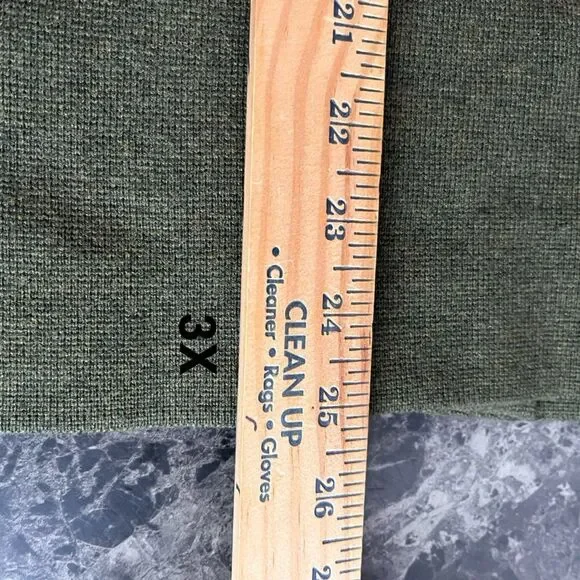 21
22
23
24
25
26
CLEAN UP
• Cleaner • Rags • Gloves
3X